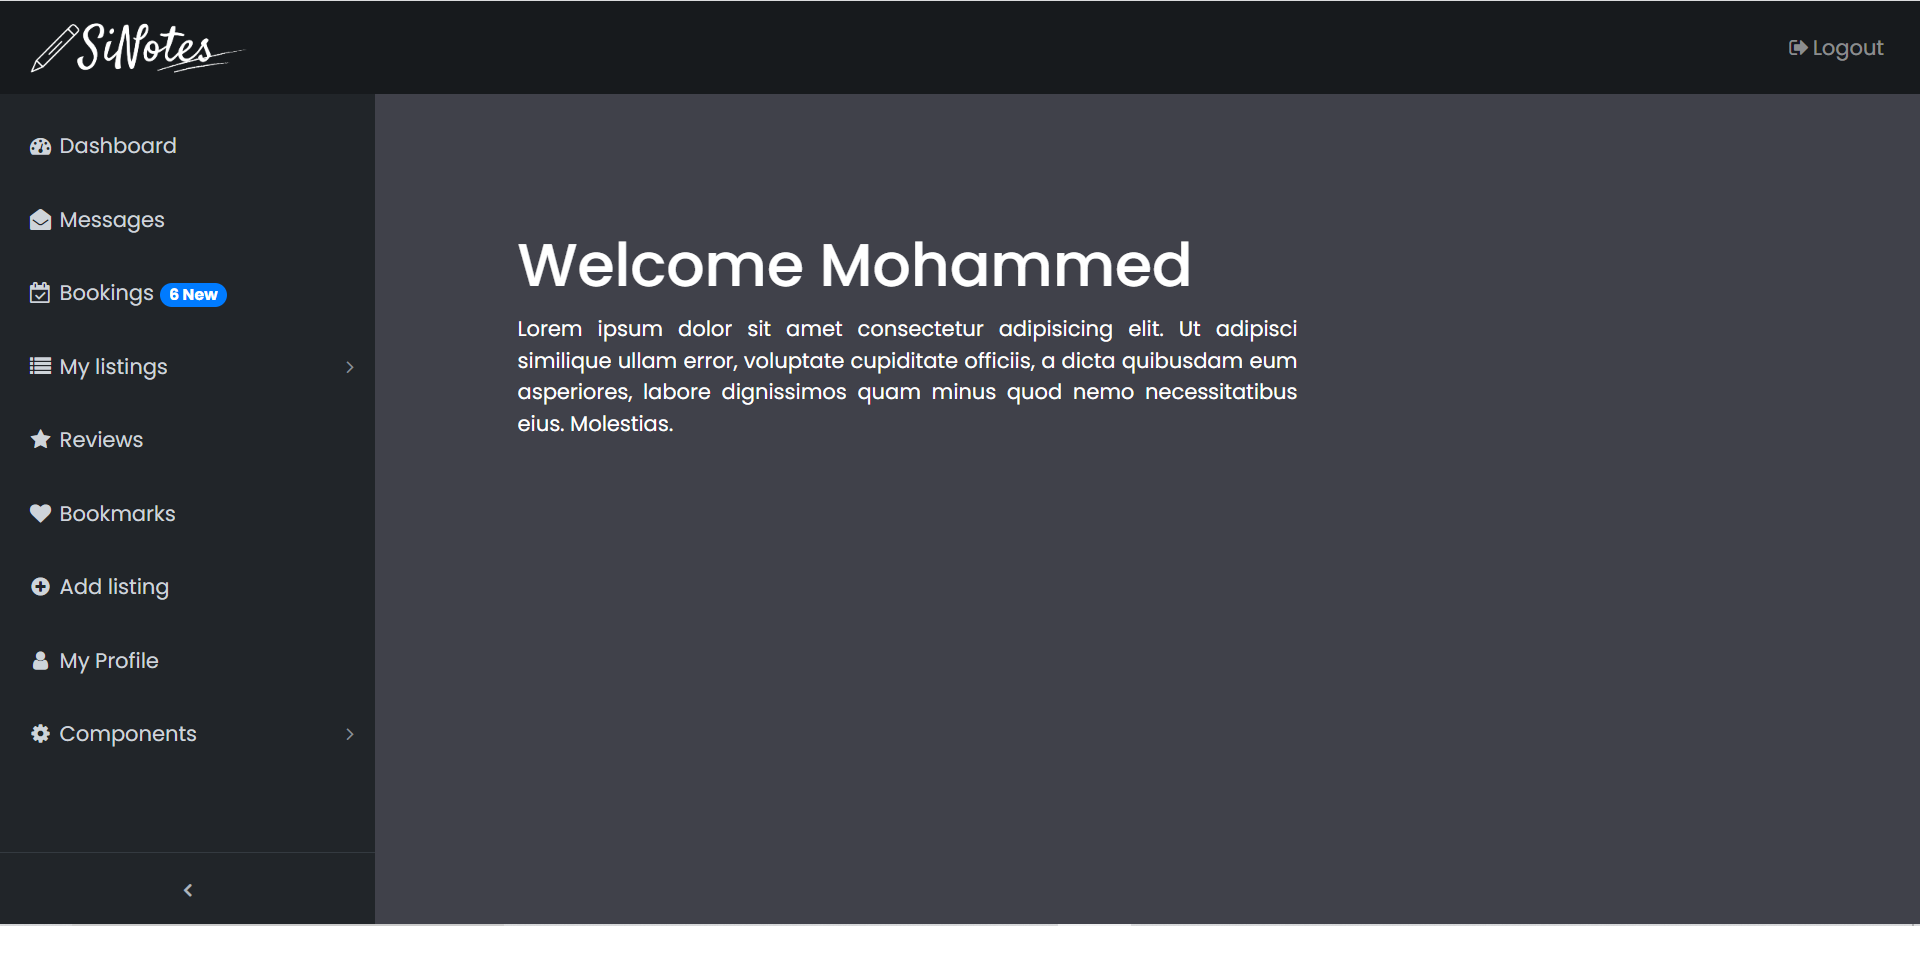 SiNotes
Logout
Dashboard
Messages
Bookings 6 New
My listings
Reviews
Bookmarks
Add listing
My Profile
Components
Welcome Mohammed
Lorem ipsum dolor sit amet consectetur adipisicing elit. Ut adipisci
similique ullam error, voluptate cupiditate officiis, a dicta quibusdam eum
asperiores, labore dignissimos quam minus quod nemo necessitatibus
eius. Molestias.